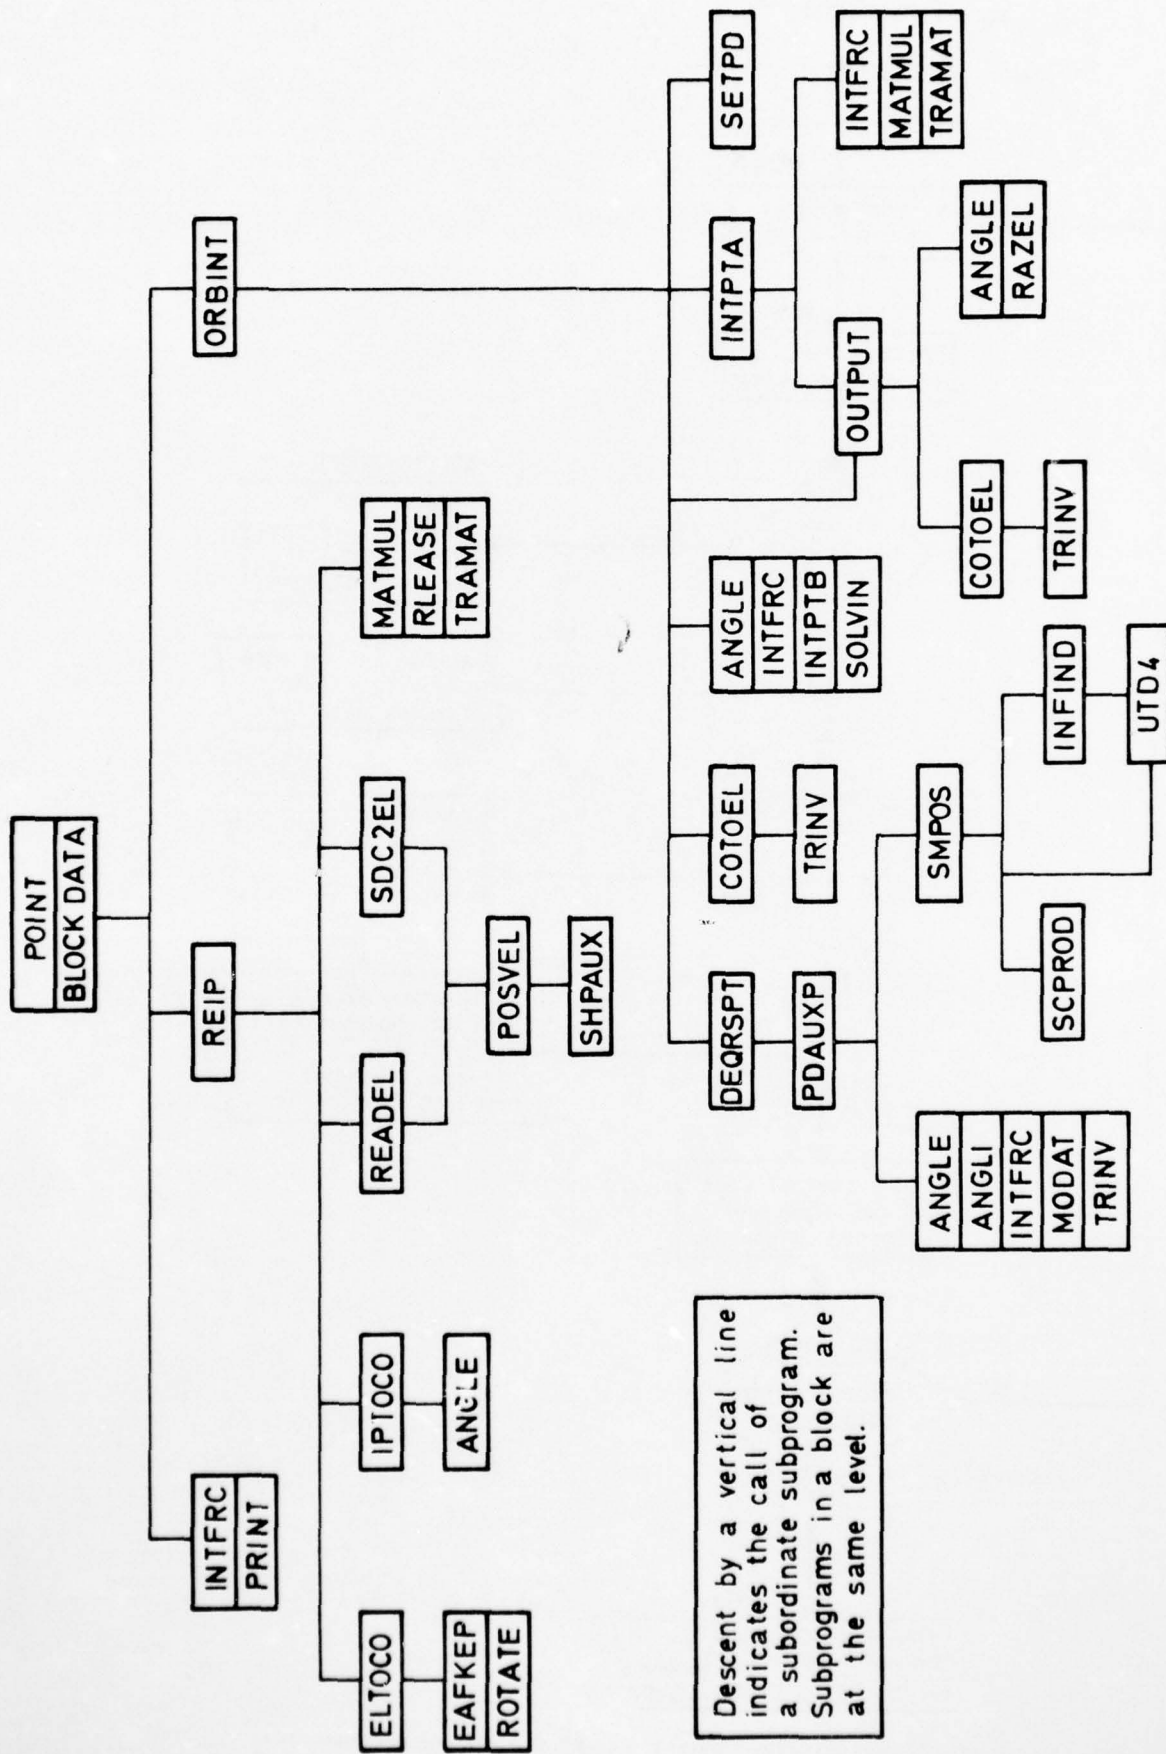 POINT
BLOCK DATA
INTFRC
PRINT
REIP
ORBINT
ELTOCO
EAFKEP
ROTATE
IPTOCO
ANGLE
READEL
SDC2EL
POSVEL
SHPAUX
MATMUL
RLEASE
TRAMAT
Descent by a vertical line
indicates the call of
a subordinate subprogram.
Subprograms in a block are
at the same level.
DEQRSPT
PDAUXP
COTOEL
TRINV
ANGLE
INTFRC
INTPTB
SOLVIN
INTPTA
SETPD
OUTPUT
INTFRC
MATMUL
TRAMAT
ANGLE
ANGLI
INTFRC
MODAT
TRINV
SMPOS
SCPROD
INFIND
UTD4
COTOEL
TRINV
ANGLE
RAZEL